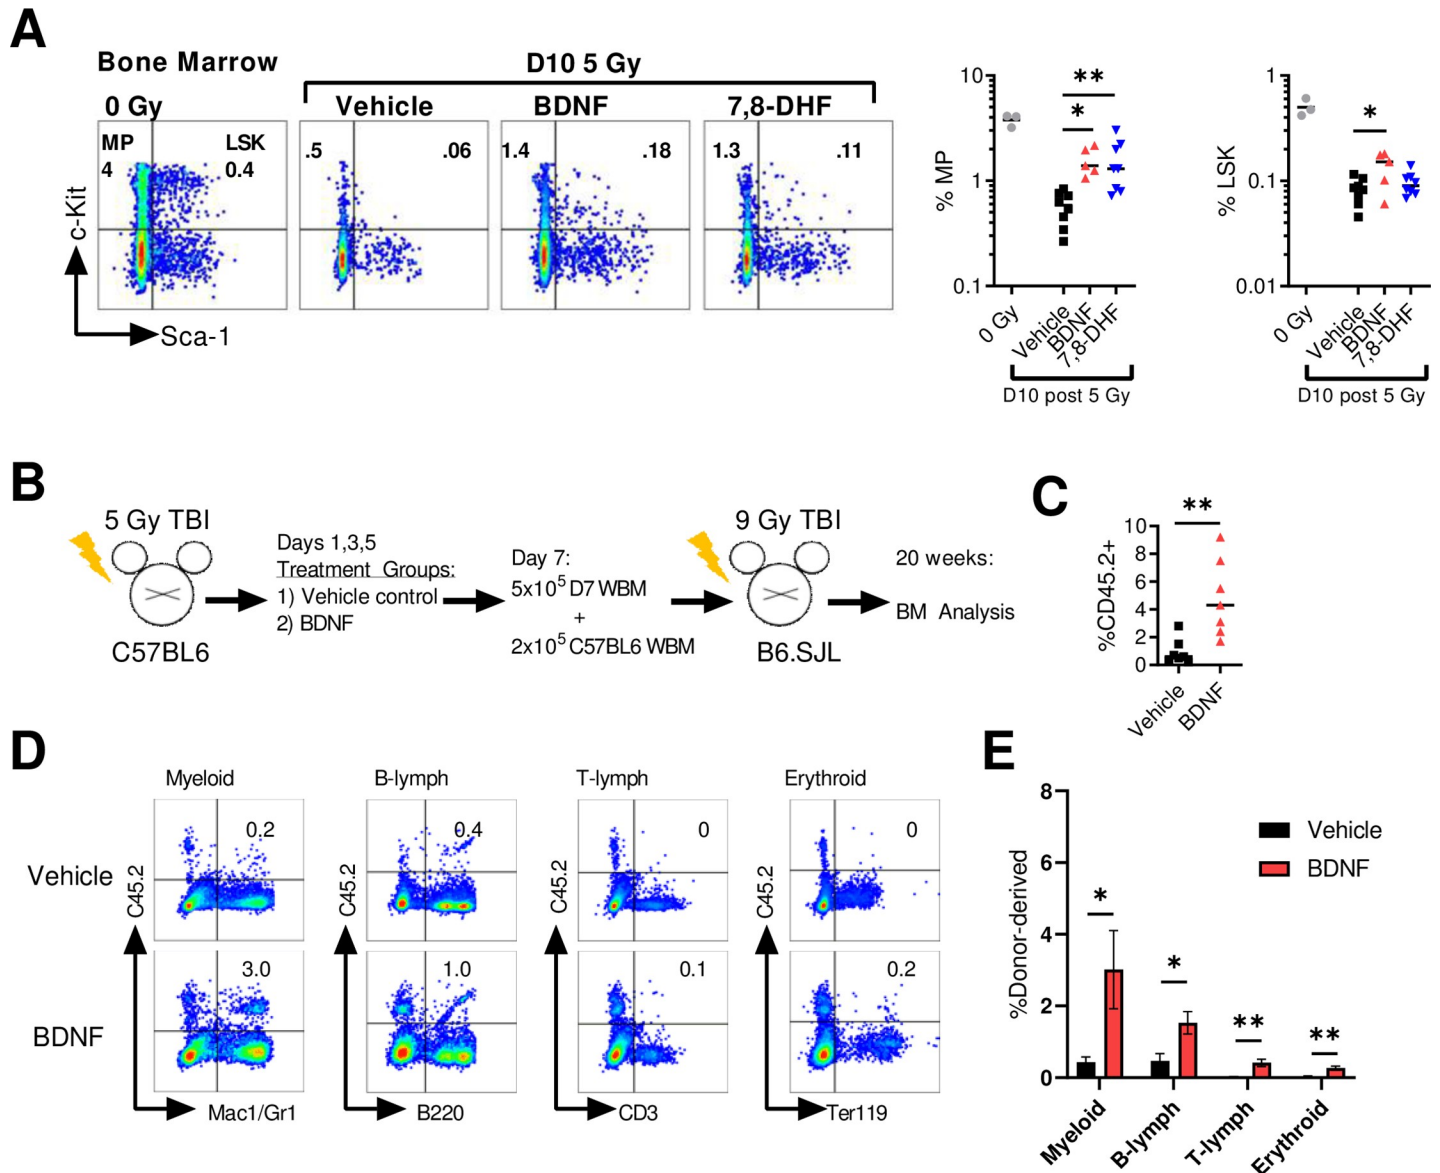 A
Bone Marrow
D10 5 Gy
0 Gy
Vehicle
BDNF
7,8-DHF
MP
4
LSK
0.4
.5
.06
1.4
.18
1.3
.11
c-Kit
Sca-1
% MP
10
1
0.1
*
**
0 Gy
Vehicle
BDNF
7,8-DHF
D10 post 5 Gy
% LSK
1
0.1
0.01
*
0 Gy
Vehicle
BDNF
7,8-DHF
D10 post 5 Gy
B
5 Gy TBI
C57BL6
Days 1,3,5
Treatment Groups:
1) Vehicle control
2) BDNF
Day 7:
5x10⁵ D7 WBM
+
2x10⁵ C57BL6 WBM
9 Gy TBI
B6.SJL
20 weeks:
BM Analysis
C
%CD45.2+
10
8
6
4
2
0
**
Vehicle
BDNF
D
Myeloid
B-lymph
T-lymph
Erythroid
Vehicle
C45.2
0.2
C45.2
0.4
C45.2
0
C45.2
0
BDNF
3.0
1.0
0.1
0.2
Mac1/Gr1
B220
CD3
Ter119
E
%Donor-derived
8
6
4
2
0
Vehicle
BDNF
*
*
**
**
Myeloid
B-lymph
T-lymph
Erythroid